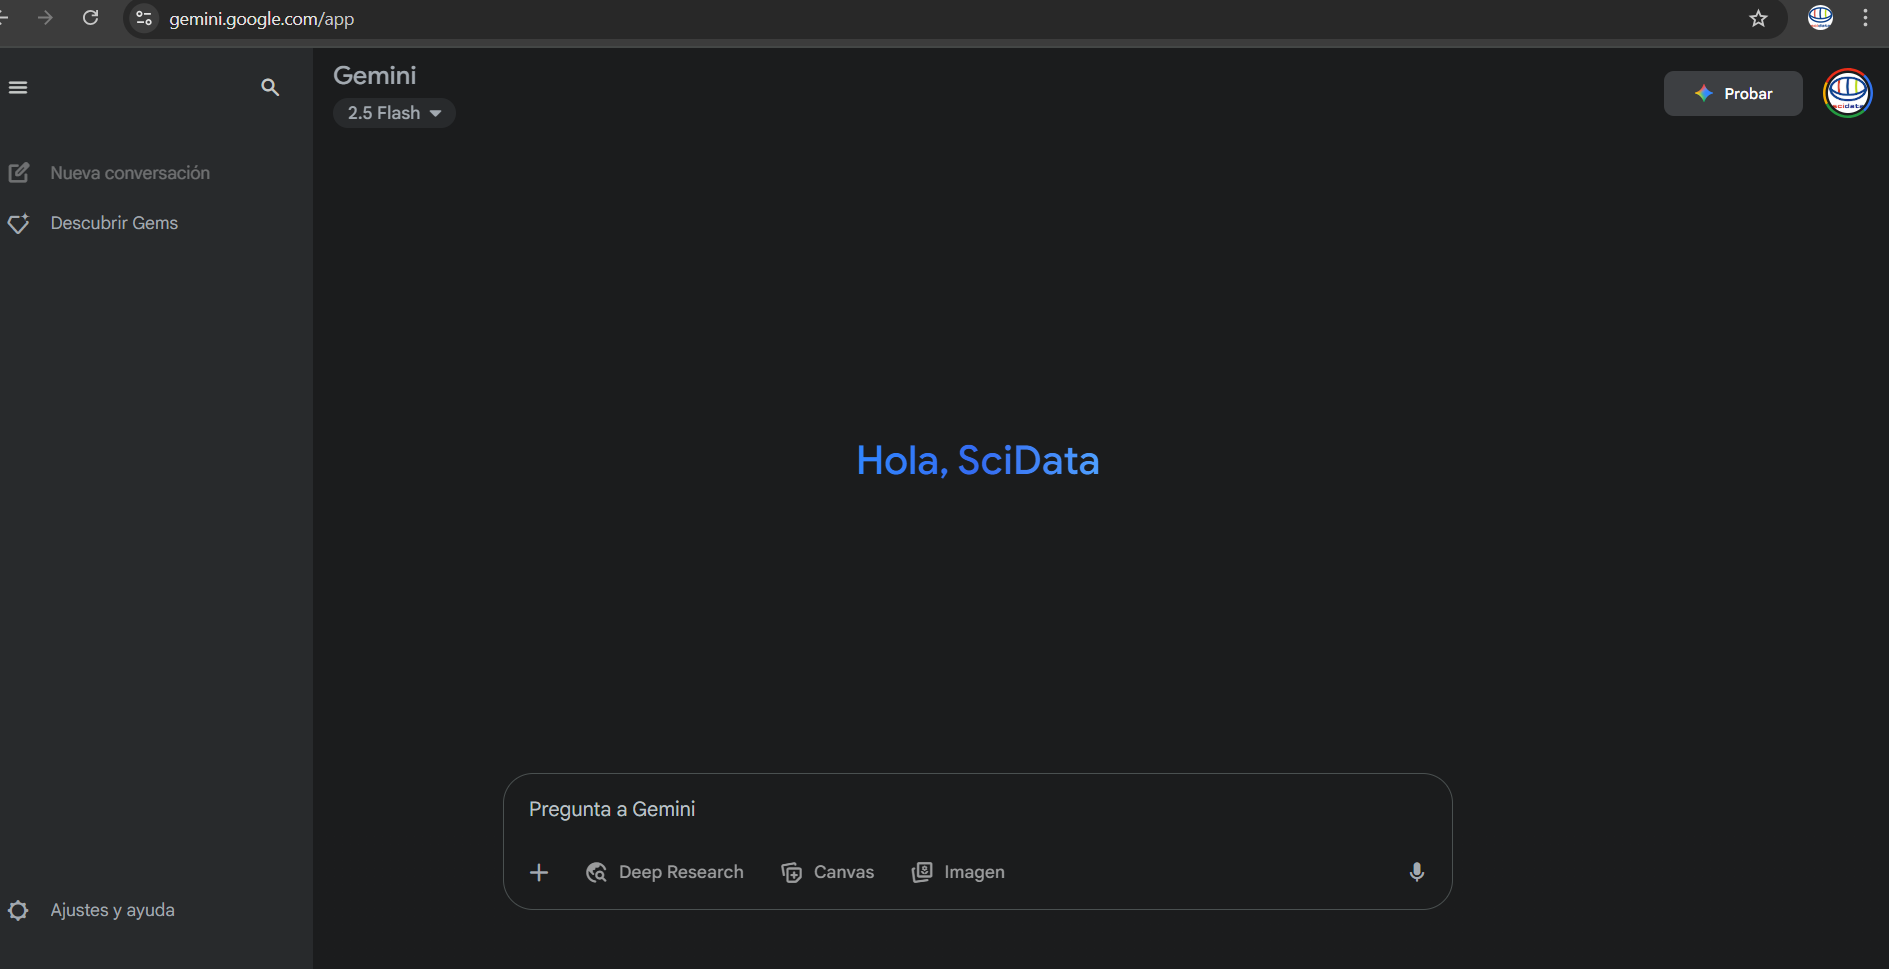 gemini.google.com/app
Gemini
2.5 Flash
Probar
Nueva conversación
Descubrir Gems
Hola, SciData
Pregunta a Gemini
Deep Research
Canvas
Imagen
Ajustes y ayuda
scidata